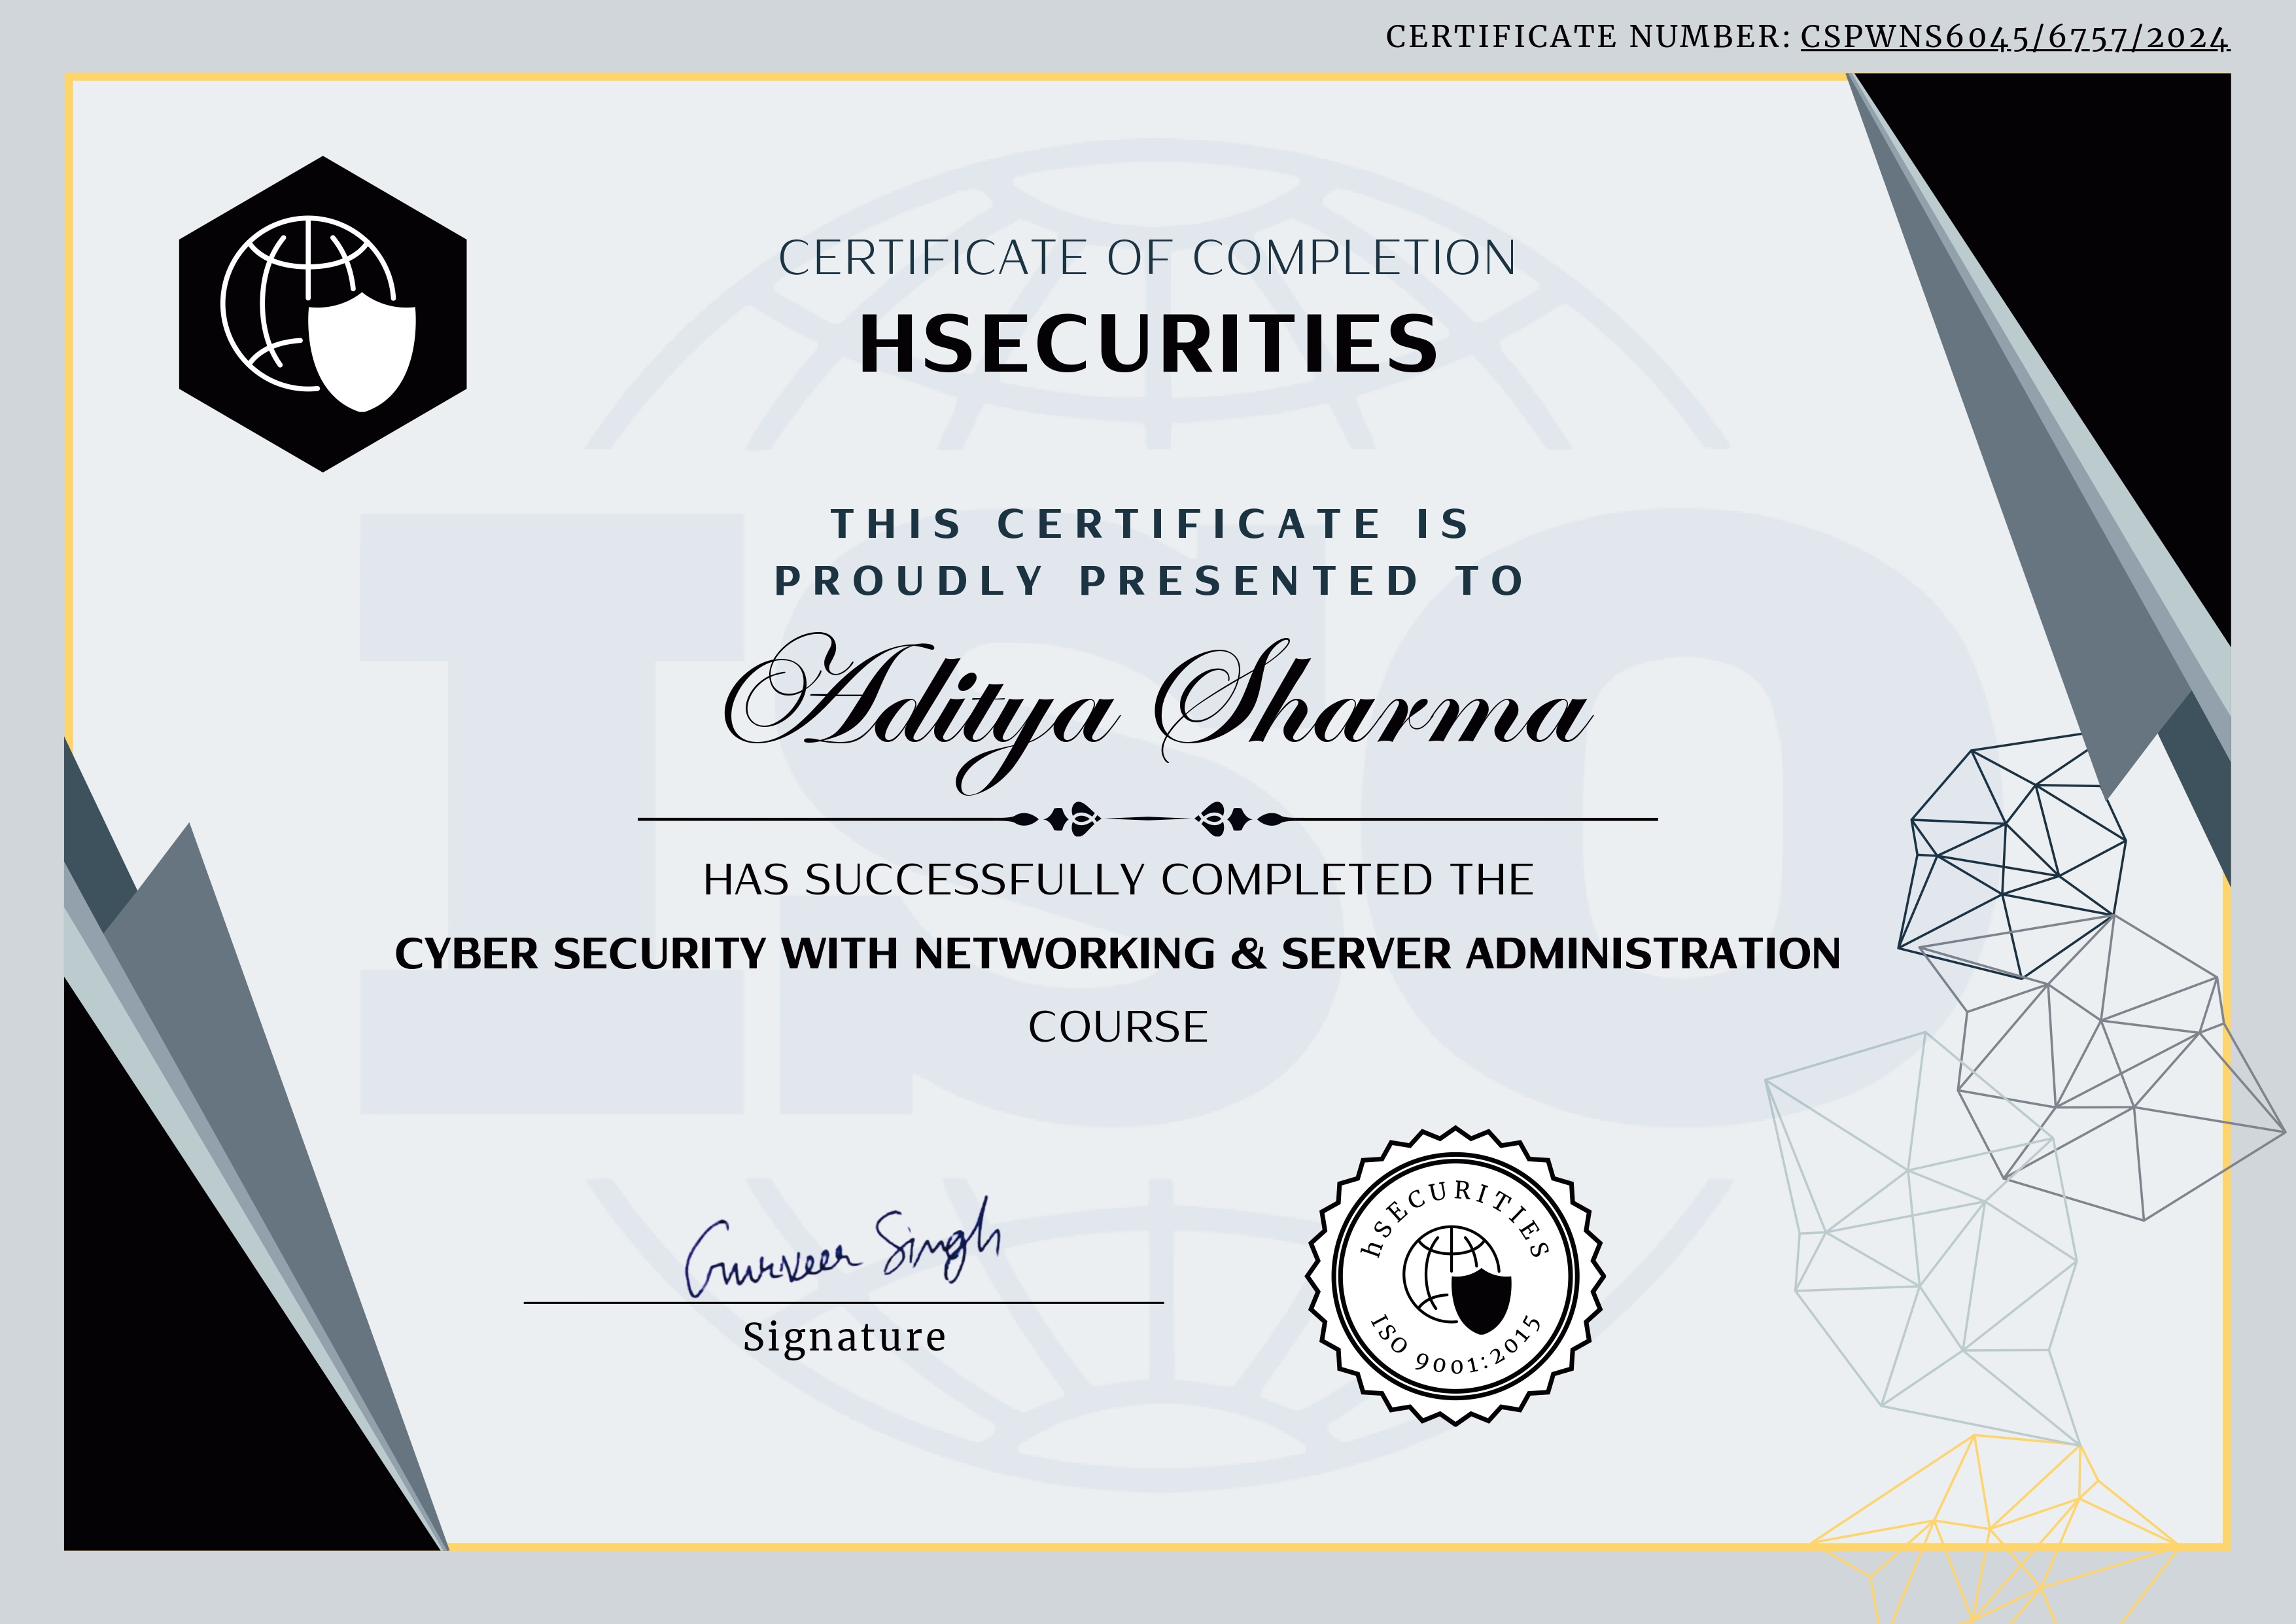 CERTIFICATE NUMBER: CSPWNS6045/6757/2024
CERTIFICATE OF COMPLETION
HSECURITIES
THIS CERTIFICATE IS
PROUDLY PRESENTED TO
Aditya Sharma
HAS SUCCESSFULLY COMPLETED THE
CYBER SECURITY WITH NETWORKING & SERVER ADMINISTRATION
COURSE
ISO
Gurveer Singh
Signature
hSECURITIES
ISO 9001:2015